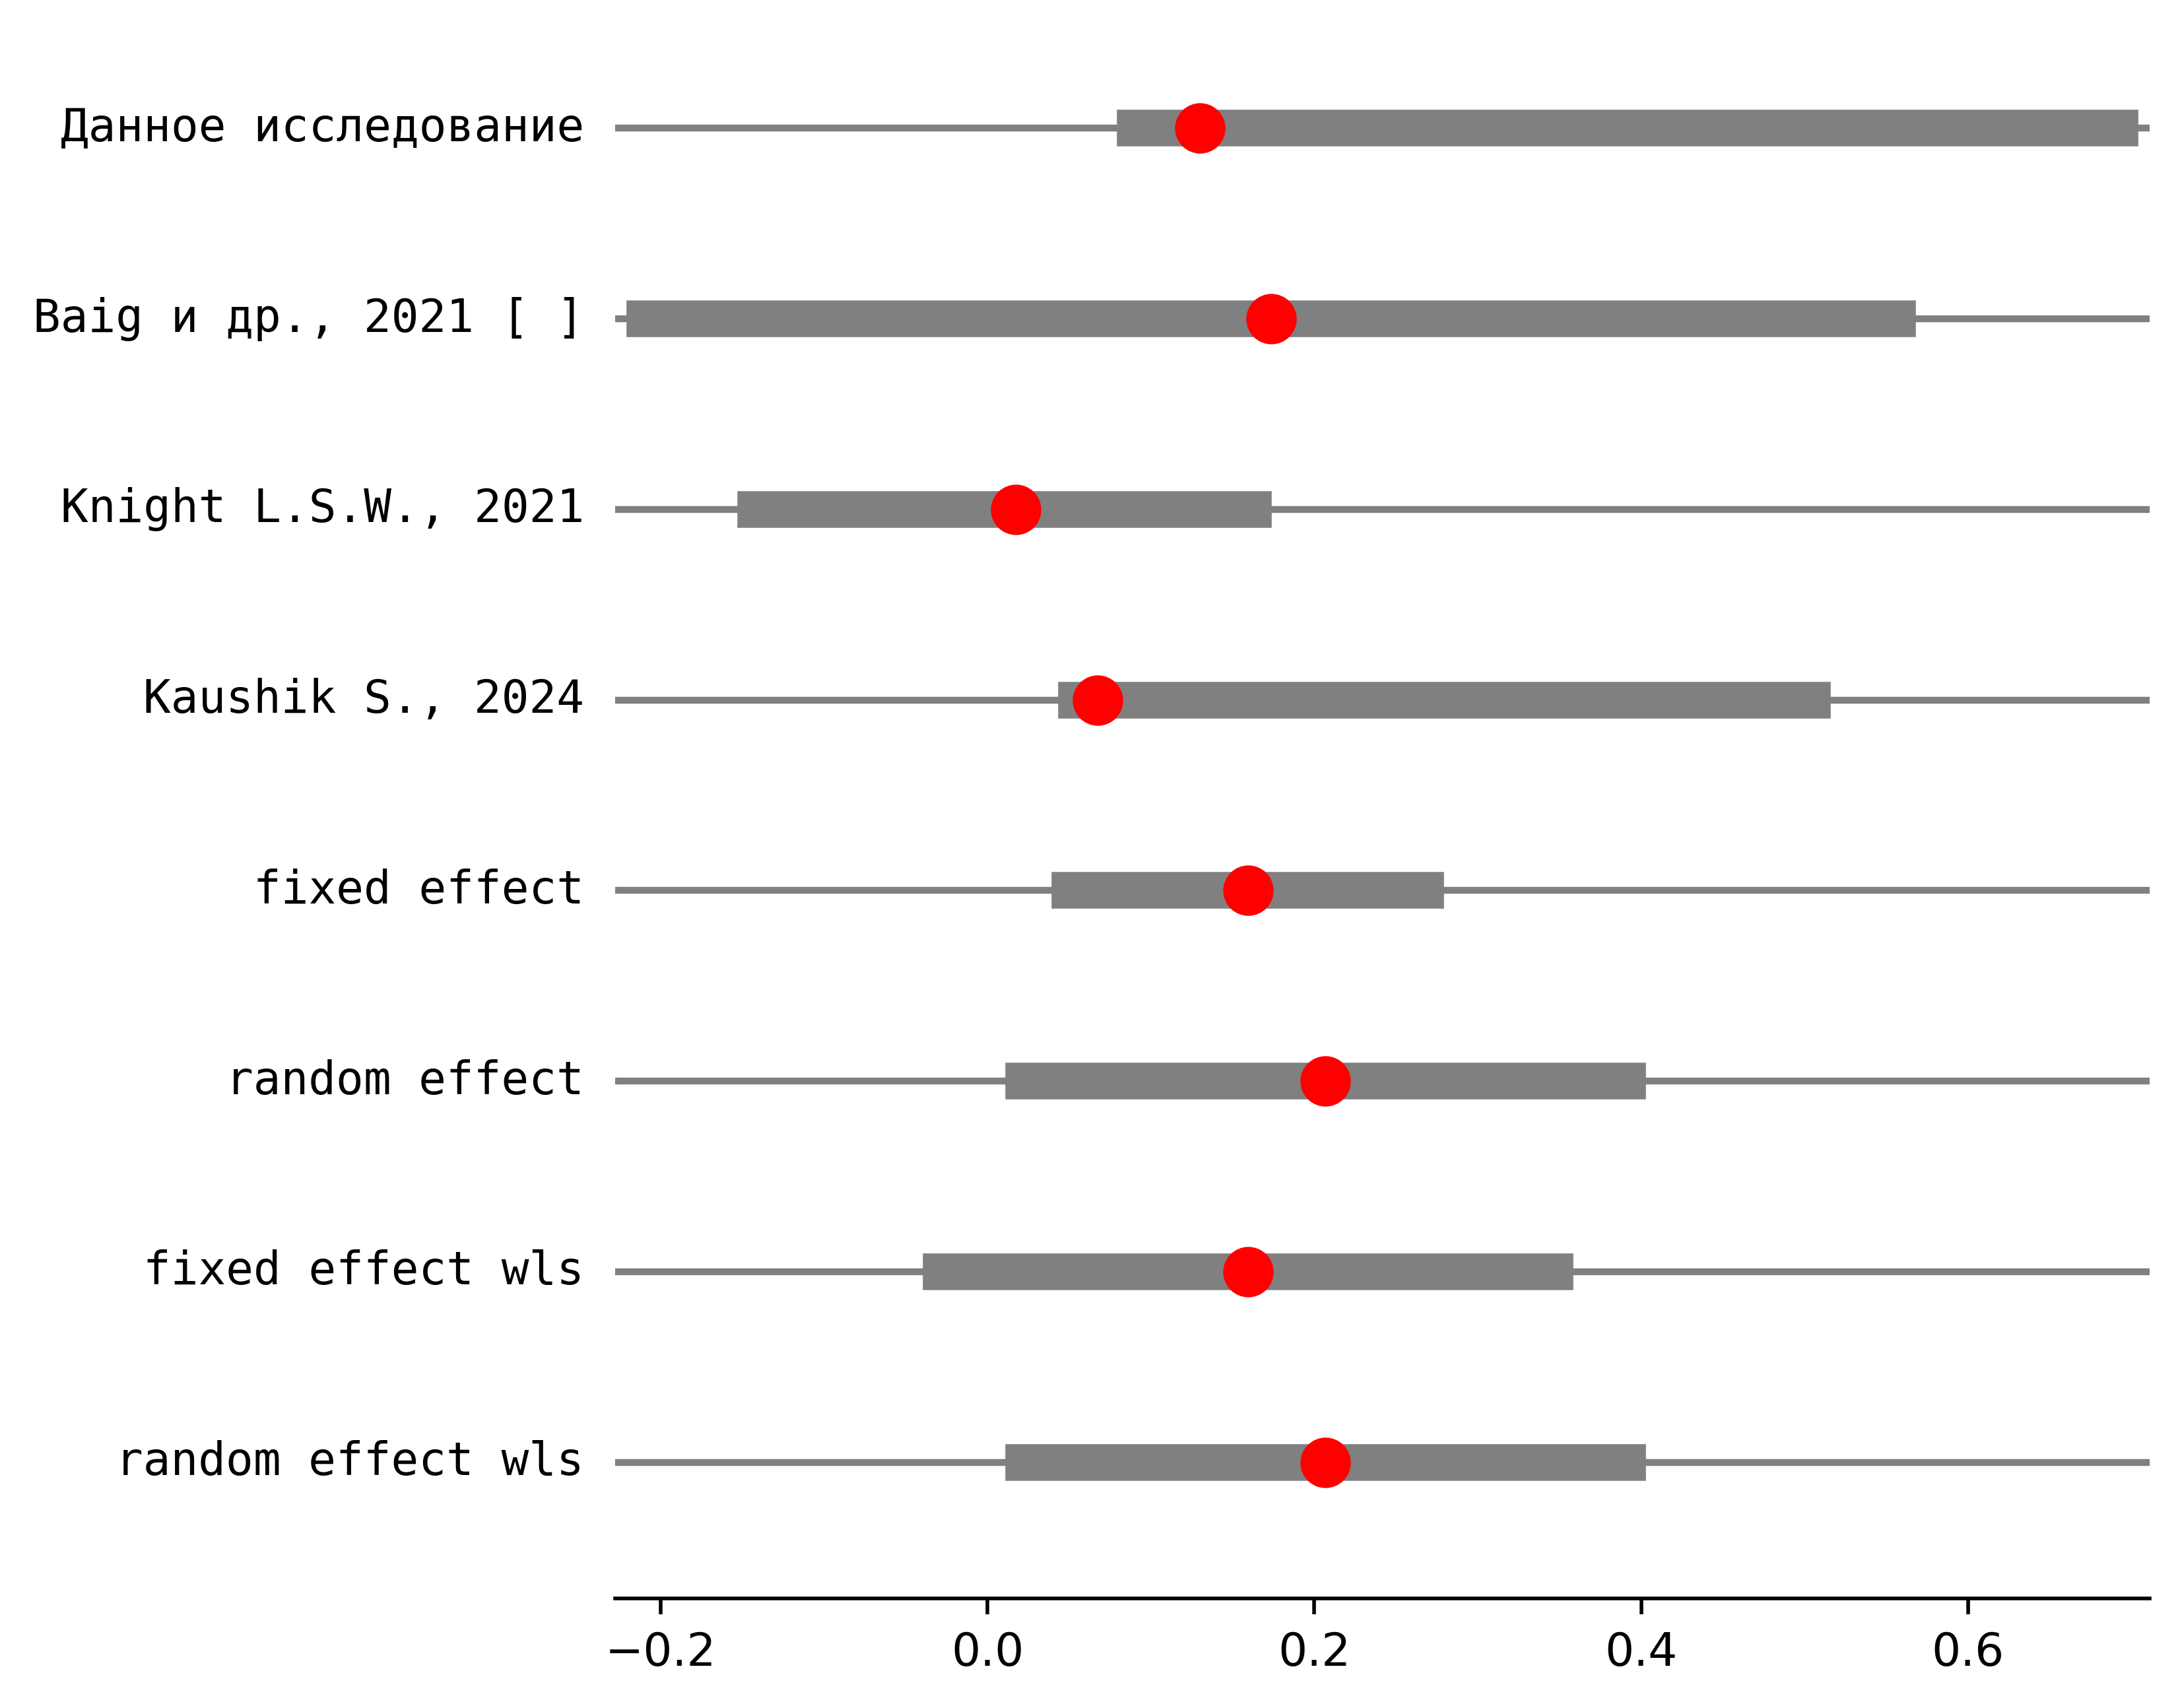 Данное исследование
Baig и др., 2021 [ ]
Knight L.S.W., 2021
Kaushik S., 2024
fixed effect
random effect
fixed effect wls
random effect wls
−0.2 0.0 0.2 0.4 0.6